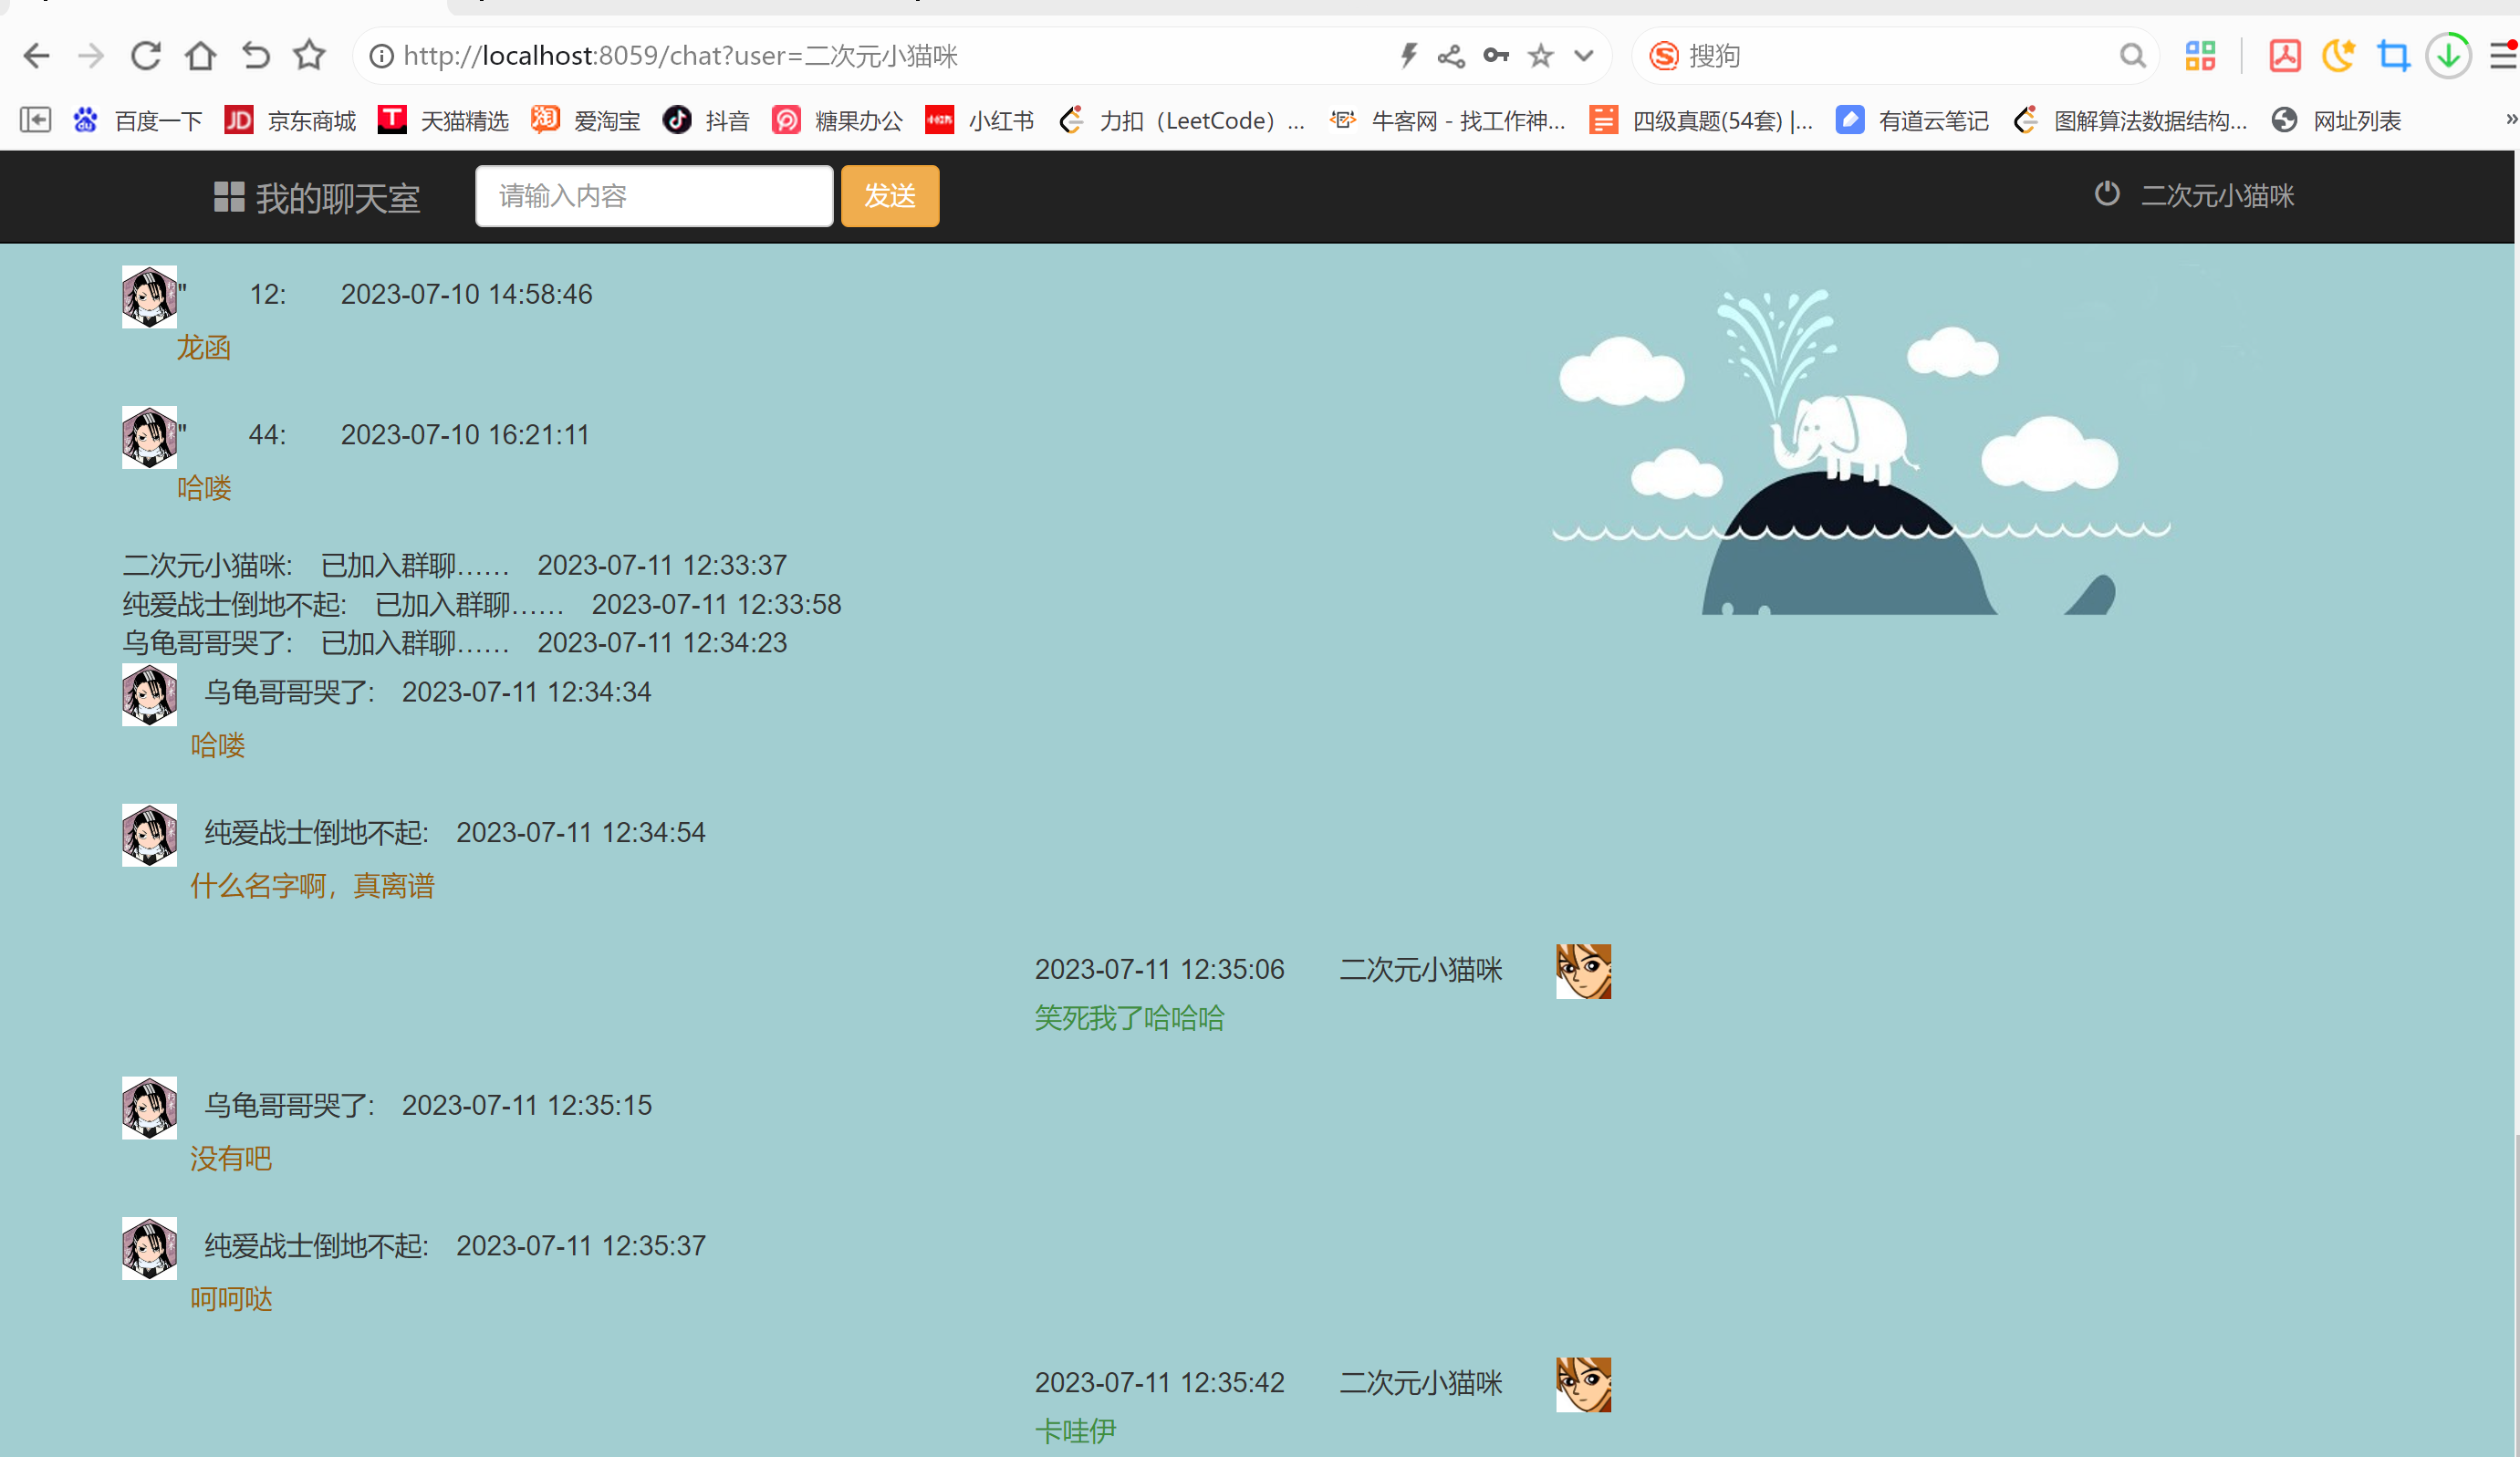 http://localhost:8059/chat?user=二次元小猫咪
搜狗
百度一下 京东商城 天猫精选 爱淘宝 抖音 糖果办公 小红书 力扣（LeetCode）... 牛客网 - 找工作神... 四级真题(54套) |... 有道云笔记 图解算法数据结构... 网址列表 »
我的聊天室 请输入内容 发送 二次元小猫咪
" 12: 2023-07-10 14:58:46
龙函
" 44: 2023-07-10 16:21:11
哈喽
二次元小猫咪: 已加入群聊…… 2023-07-11 12:33:37
纯爱战士倒地不起: 已加入群聊…… 2023-07-11 12:33:58
乌龟哥哥哭了: 已加入群聊…… 2023-07-11 12:34:23
乌龟哥哥哭了: 2023-07-11 12:34:34
哈喽
纯爱战士倒地不起: 2023-07-11 12:34:54
什么名字啊，真离谱
2023-07-11 12:35:06 二次元小猫咪
笑死我了哈哈哈
乌龟哥哥哭了: 2023-07-11 12:35:15
没有吧
纯爱战士倒地不起: 2023-07-11 12:35:37
呵呵哒
2023-07-11 12:35:42 二次元小猫咪
卡哇伊